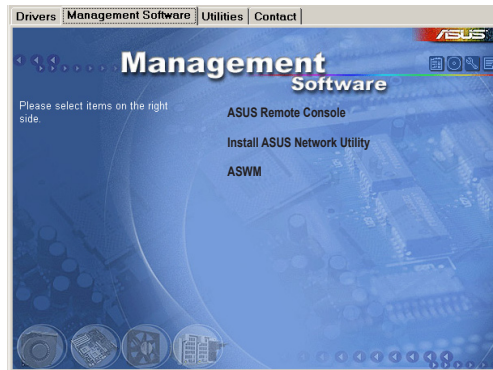 Drivers Management Software Utilities Contact
ASUS
Management
Software
Please select items on the right
side.
ASUS Remote Console
Install ASUS Network Utility
ASWM